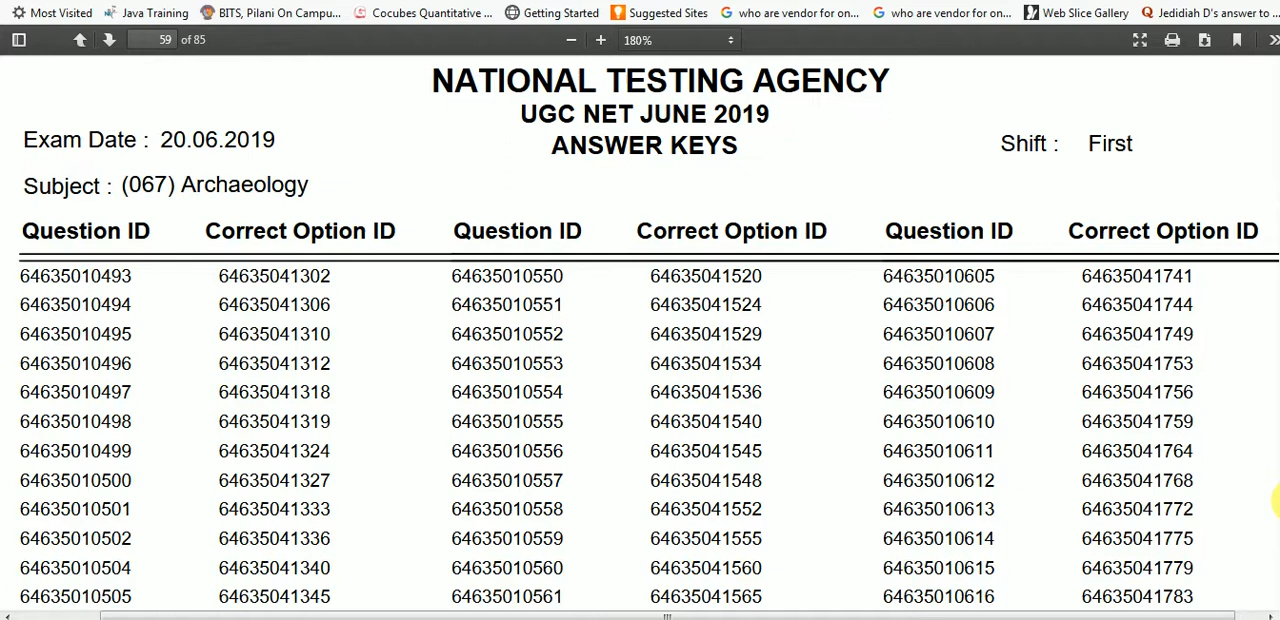 Most Visited Java Training BITS, Pilani On Campu... Cocubes Quantitative ... Getting Started Suggested Sites who are vendor for on... who are vendor for on... Web Slice Gallery Jedidiah D's answer to ...
59 of 85 180%
NATIONAL TESTING AGENCY
UGC NET JUNE 2019
Exam Date : 20.06.2019 ANSWER KEYS Shift : First
Subject : (067) Archaeology
Question ID Correct Option ID Question ID Correct Option ID Question ID Correct Option ID
64635010493 64635041302 64635010550 64635041520 64635010605 64635041741
64635010494 64635041306 64635010551 64635041524 64635010606 64635041744
64635010495 64635041310 64635010552 64635041529 64635010607 64635041749
64635010496 64635041312 64635010553 64635041534 64635010608 64635041753
64635010497 64635041318 64635010554 64635041536 64635010609 64635041756
64635010498 64635041319 64635010555 64635041540 64635010610 64635041759
64635010499 64635041324 64635010556 64635041545 64635010611 64635041764
64635010500 64635041327 64635010557 64635041548 64635010612 64635041768
64635010501 64635041333 64635010558 64635041552 64635010613 64635041772
64635010502 64635041336 64635010559 64635041555 64635010614 64635041775
64635010504 64635041340 64635010560 64635041560 64635010615 64635041779
64635010505 64635041345 64635010561 64635041565 64635010616 64635041783